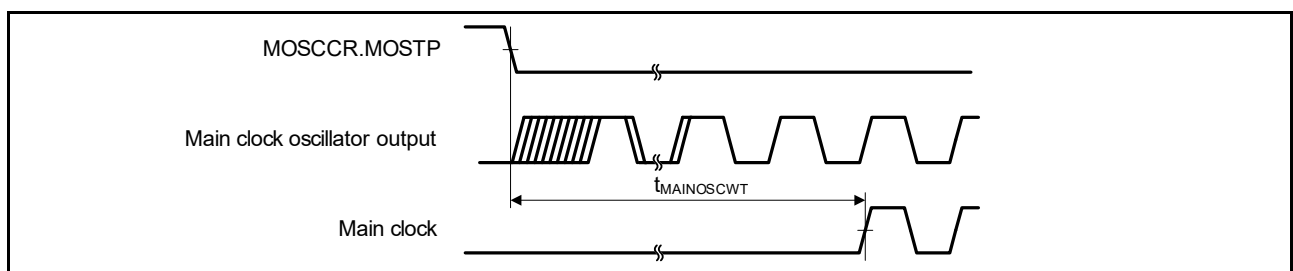 MOSCCR.MOSTP
Main clock oscillator output
tMAINOSCWT
Main clock